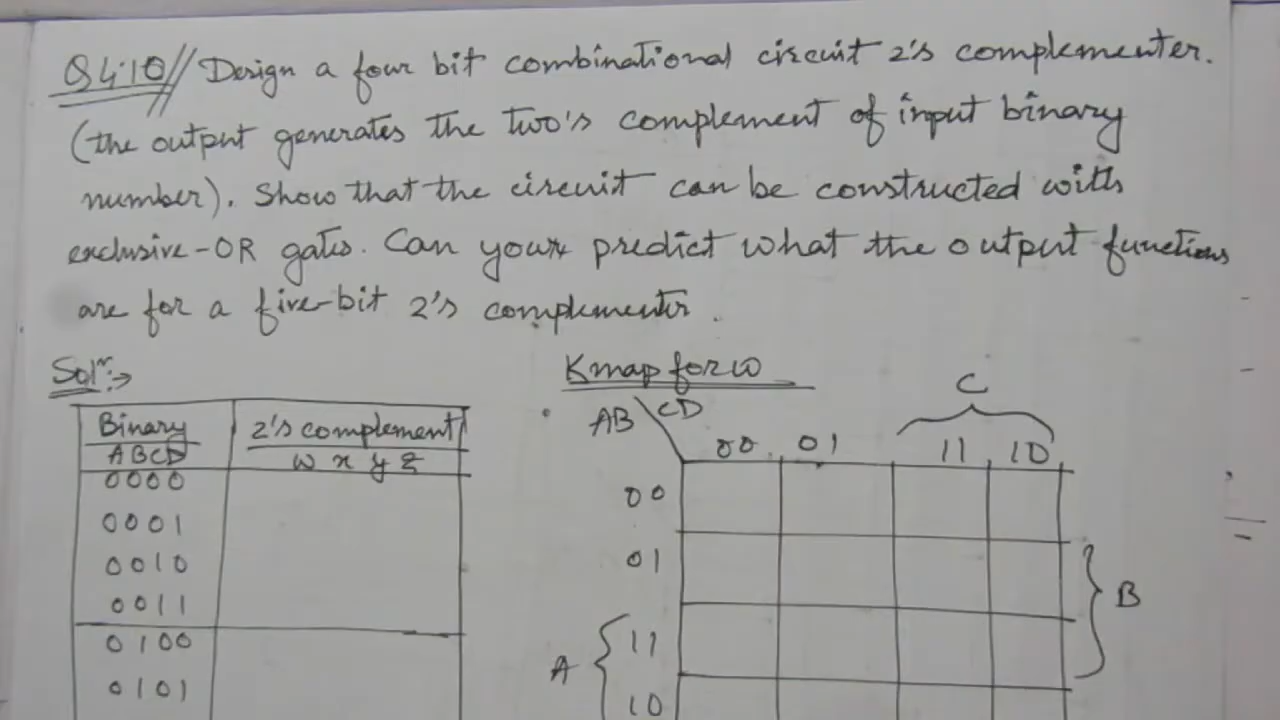 Q4.10// Design a four bit combinational circuit 2's complementer.
(the output generates the two's complement of input binary
number). Show that the circuit can be constructed with
exclusive-OR gates. Can you predict what the output functions
are for a five-bit 2's complementer.
Solⁿ:->
Binary 2's complement
ABCD w x y z
0000
0001
0010
0011
0100
0101
Kmap for w
C
AB \ CD
00 01 11 10
00
01
11
10
B
A